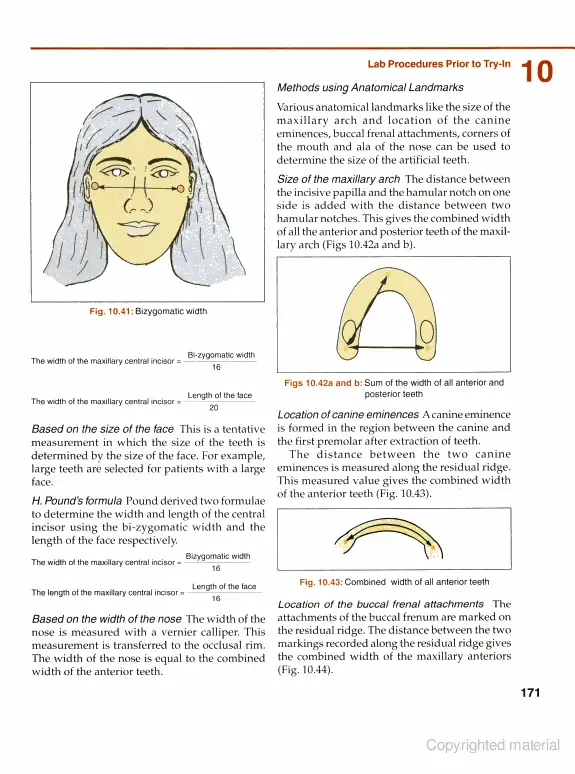 Lab Procedures Prior to Try-In
10
Fig. 10.41: Bizygomatic width
The width of the maxillary central incisor = Bi-zygomatic width
16
The width of the maxillary central incisor = Length of the face
20
Based on the size of the face This is a tentative
measurement in which the size of the teeth is
determined by the size of the face. For example,
large teeth are selected for patients with a large
face.
H. Pound's formula Pound derived two formulae
to determine the width and length of the central
incisor using the bi-zygomatic width and the
length of the face respectively.
The width of the maxillary central incisor = Bizygomatic width
16
The length of the maxillary central incisor = Length of the face
16
Based on the width of the nose The width of the
nose is measured with a vernier calliper. This
measurement is transferred to the occlusal rim.
The width of the nose is equal to the combined
width of the anterior teeth.
Methods using Anatomical Landmarks
Various anatomical landmarks like the size of the
maxillary arch and location of the canine
eminences, buccal frenal attachments, corners of
the mouth and ala of the nose can be used to
determine the size of the artificial teeth.
Size of the maxillary arch The distance between
the incisive papilla and the hamular notch on one
side is added with the distance between two
hamular notches. This gives the combined width
of all the anterior and posterior teeth of the maxil-
lary arch (Figs 10.42a and b).
Figs 10.42a and b: Sum of the width of all anterior and
posterior teeth
Location of canine eminences A canine eminence
is formed in the region between the canine and
the first premolar after extraction of teeth.
The distance between the two canine
eminences is measured along the residual ridge.
This measured value gives the combined width
of the anterior teeth (Fig. 10.43).
Fig. 10.43: Combined width of all anterior teeth
Location of the buccal frenal attachments The
attachments of the buccal frenum are marked on
the residual ridge. The distance between the two
markings recorded along the residual ridge gives
the combined width of the maxillary anteriors
(Fig. 10.44).
171
Copyrighted material